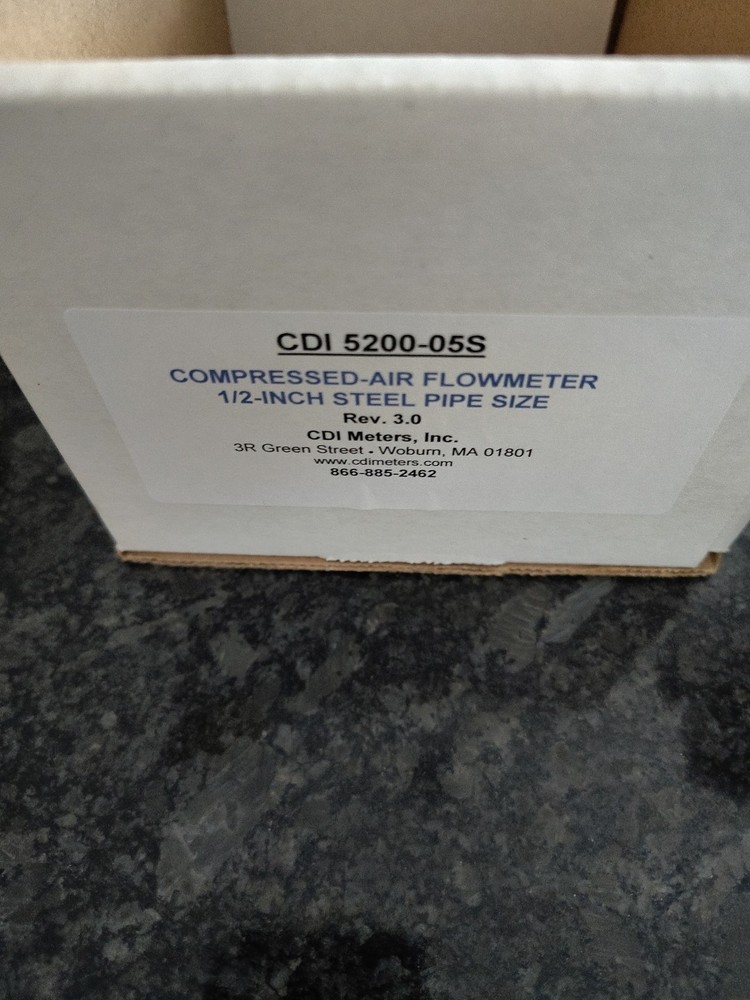 CDI 5200-05S
COMPRESSED-AIR FLOWMETER
1/2-INCH STEEL PIPE SIZE
Rev. 3.0
CDI Meters, Inc.
3R Green Street • Woburn, MA 01801
www.cdimeters.com
866-885-2462